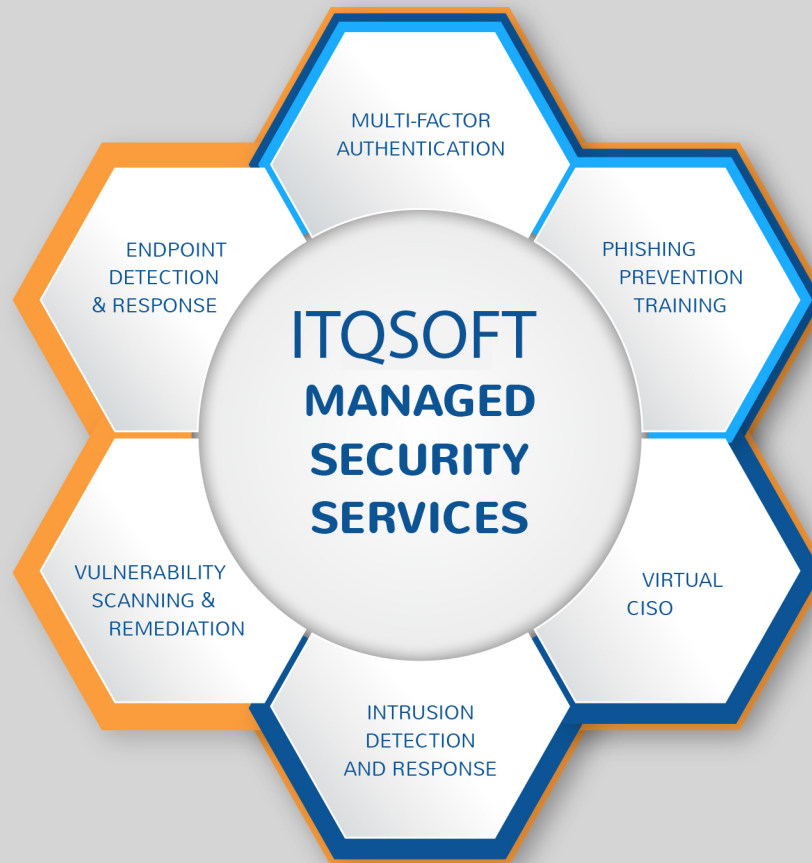 MULTI-FACTOR
AUTHENTICATION
PHISHING
PREVENTION
TRAINING
VIRTUAL
CISO
INTRUSION
DETECTION
AND RESPONSE
VULNERABILITY
SCANNING &
REMEDIATION
ENDPOINT
DETECTION
& RESPONSE
ITQSOFT
MANAGED
SECURITY
SERVICES